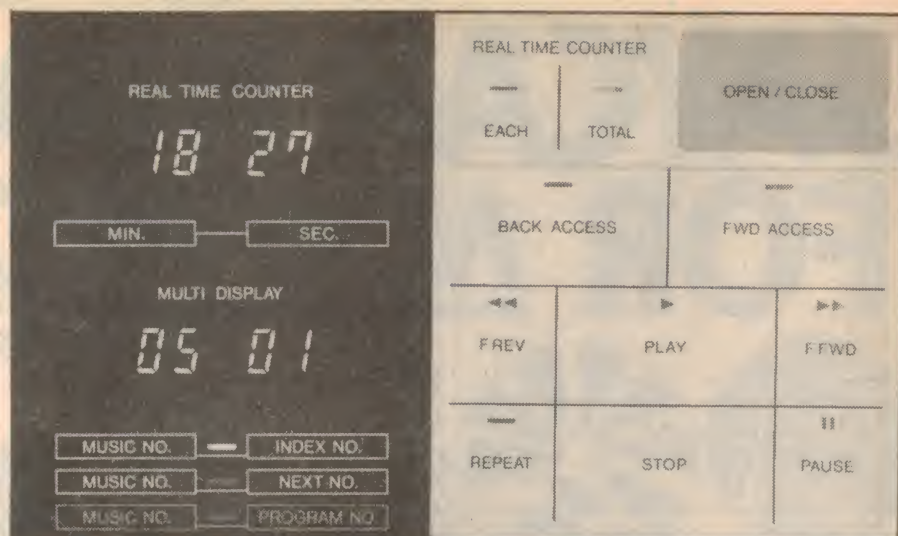 REAL TIME COUNTER
18 27
MIN. SEC.
MULTI DISPLAY
05 01
MUSIC NO. INDEX NO.
MUSIC NO. NEXT NO.
MUSIC NO. PROGRAM NO.
REAL TIME COUNTER
EACH TOTAL
OPEN / CLOSE
BACK ACCESS FWD ACCESS
F REV PLAY F FWD
REPEAT STOP PAUSE